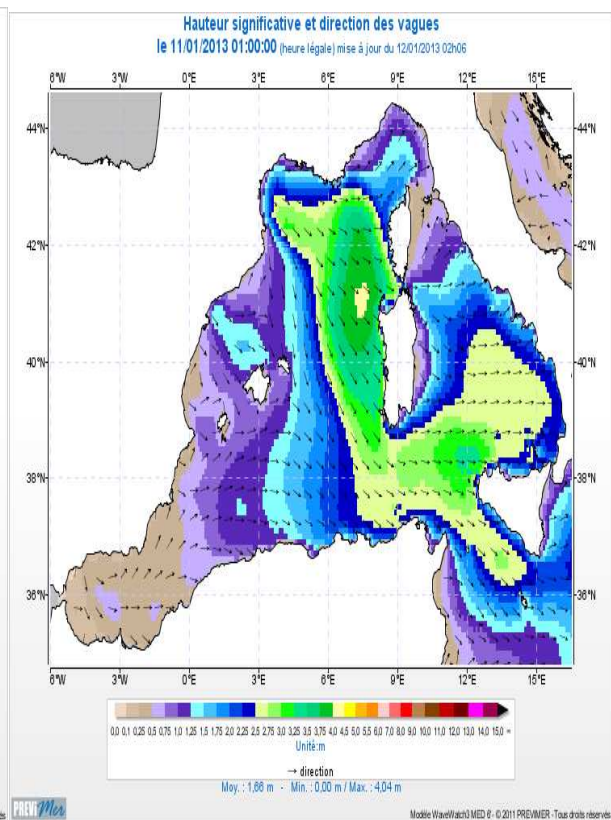 Hauteur significative et direction des vagues
le 11/01/2013 01:00:00 (heure légale) mise à jour du 12/01/2013 02h06
6°W 3°W 0°E 3°E 6°E 9°E 12°E 15°E
44°N 44°N
42°N 42°N
40°N 40°N
38°N 38°N
36°N 36°N
6°W 3°W 0°E 3°E 6°E 9°E 12°E 15°E
0,0 0,1 0,25 0,5 0,75 1,0 1,25 1,5 1,75 2,0 2,25 2,5 2,75 3,0 3,25 3,5 3,75 4,0 4,5 5,0 5,5 6,0 7,0 8,0 9,0 10,0 11,0 12,0 13,0 14,0 15,0
Unité:m
→ direction
Moy. : 1,66 m - Min. : 0,00 m / Max. : 4,04 m
PREViMer
Modèle WaveWatch3 MED 6' - © 2011 PREVIMER - Tous droits réservés